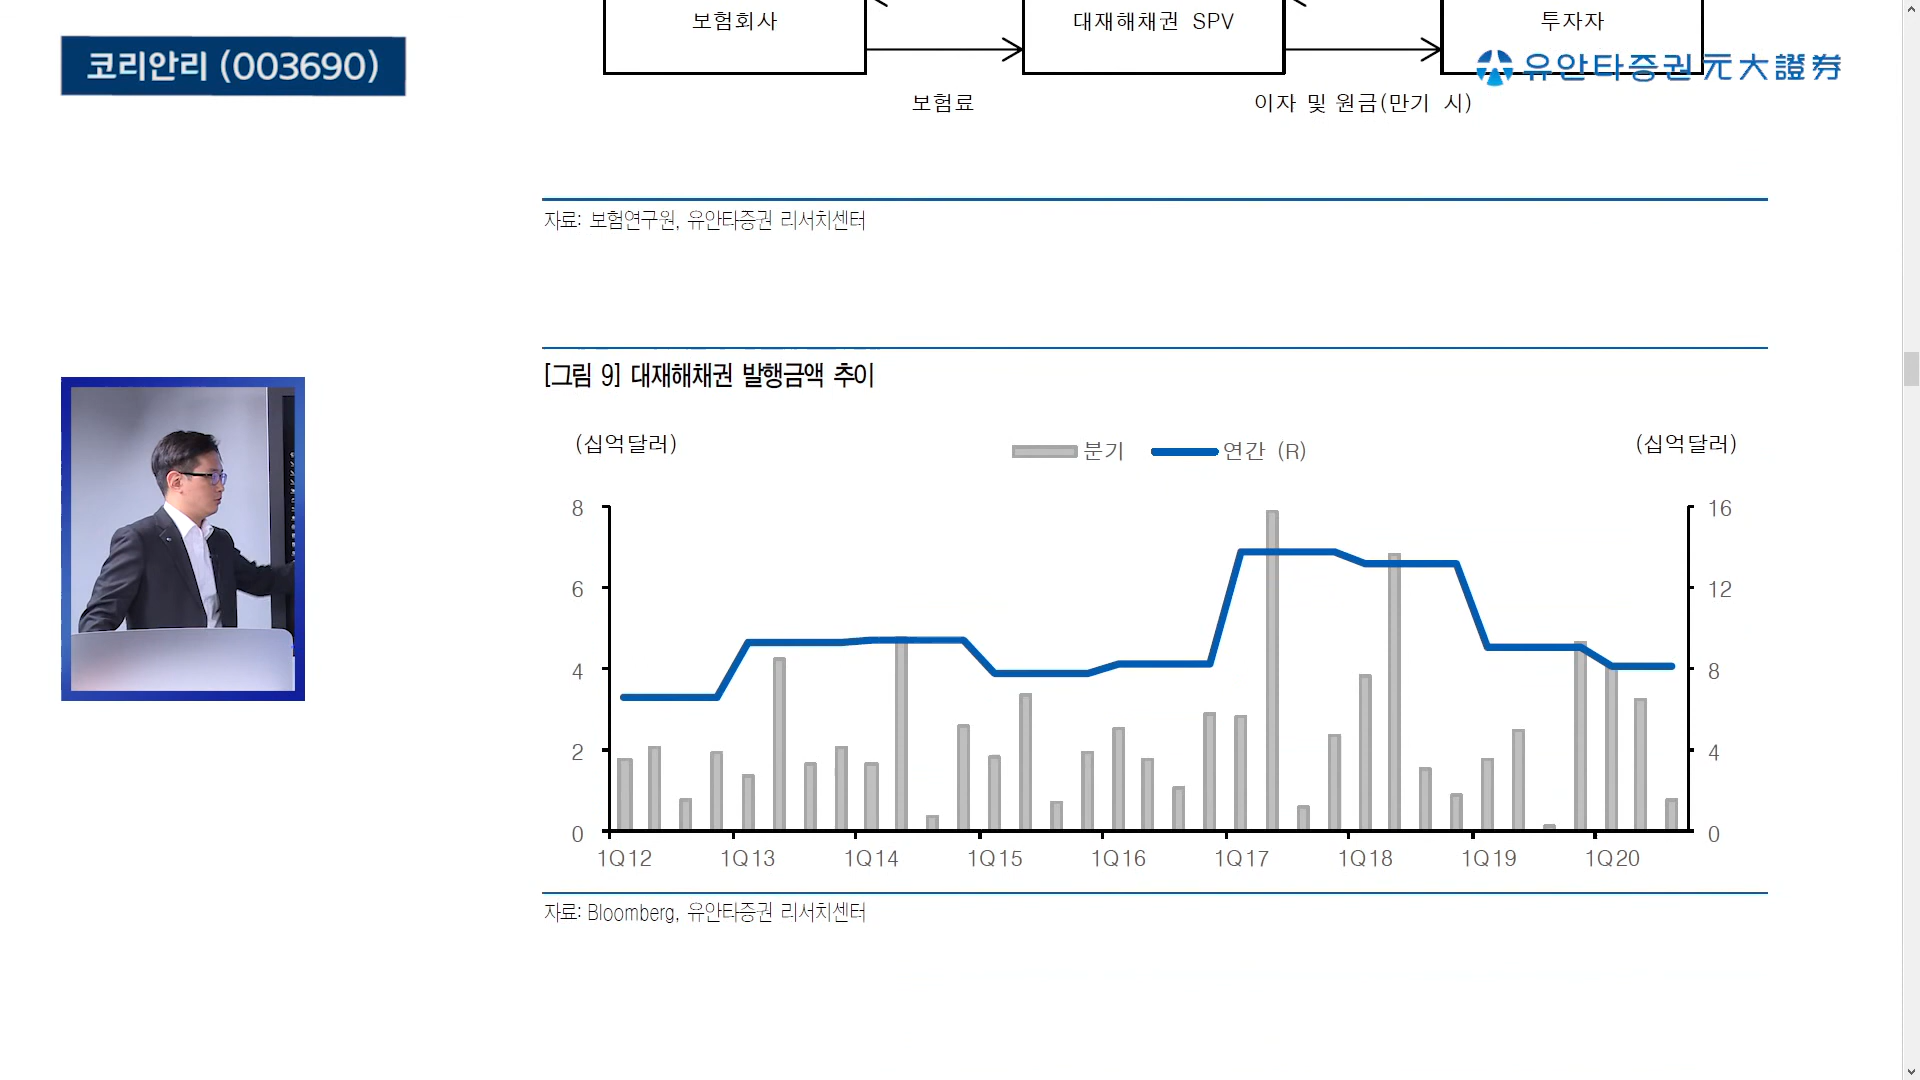 코리안리 (003690)
보험회사
대재해채권 SPV
투자자
유안타증권 元大證券
보험료
이자 및 원금(만기 시)
자료: 보험연구원, 유안타증권 리서치센터
[그림 9] 대재해채권 발행금액 추이
(십억달러)
분기
연간 (R)
(십억달러)
8
16
6
12
4
8
2
4
0
0
1Q12 1Q13 1Q14 1Q15 1Q16 1Q17 1Q18 1Q19 1Q20
자료: Bloomberg, 유안타증권 리서치센터